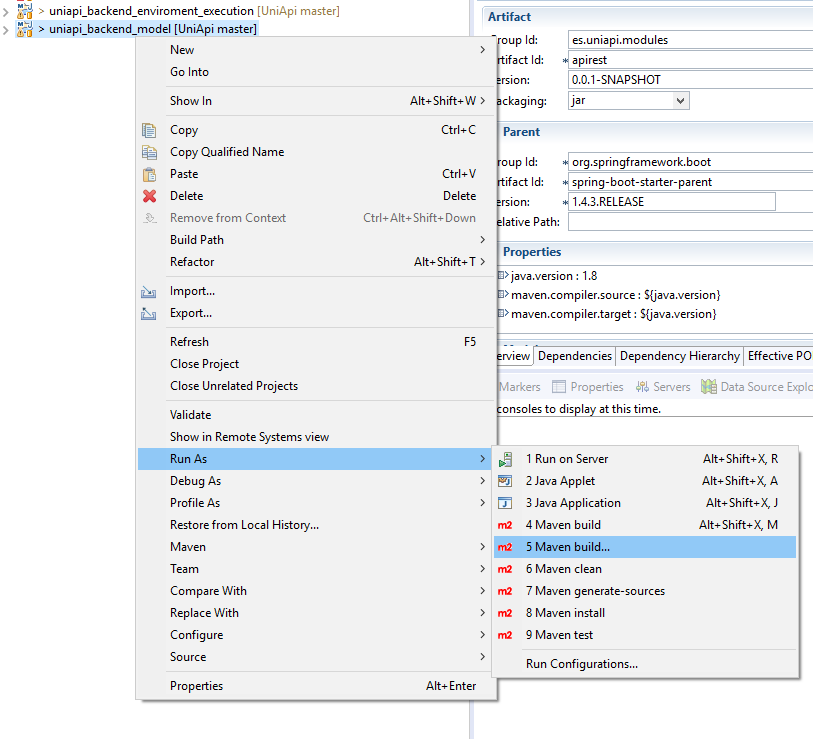 > uniapi_backend_enviroment_execution [UniApi master]
> uniapi_backend_model [UniApi master]
New
Go Into
Show In Alt+Shift+W
Copy Ctrl+C
Copy Qualified Name
Paste Ctrl+V
Delete Delete
Remove from Context Ctrl+Alt+Shift+Down
Build Path
Refactor Alt+Shift+T
Import...
Export...
Refresh F5
Close Project
Close Unrelated Projects
Validate
Show in Remote Systems view
Run As
Debug As
Profile As
Restore from Local History...
Maven
Team
Compare With
Replace With
Configure
Source
Properties Alt+Enter
1 Run on Server Alt+Shift+X, R
2 Java Applet Alt+Shift+X, A
3 Java Application Alt+Shift+X, J
m2 4 Maven build Alt+Shift+X, M
m2 5 Maven build...
m2 6 Maven clean
m2 7 Maven generate-sources
m2 8 Maven install
m2 9 Maven test
Run Configurations...
Artifact
Group Id: es.uniapi.modules
rtifact Id: * apirest
ersion: 0.0.1-SNAPSHOT
ackaging: jar
Parent
roup Id: * org.springframework.boot
rtifact Id: * spring-boot-starter-parent
ersion: * 1.4.3.RELEASE
elative Path:
Properties
java.version : 1.8
maven.compiler.source : ${java.version}
maven.compiler.target : ${java.version}
erview Dependencies Dependency Hierarchy Effective PO
Markers Properties Servers Data Source Explo
consoles to display at this time.